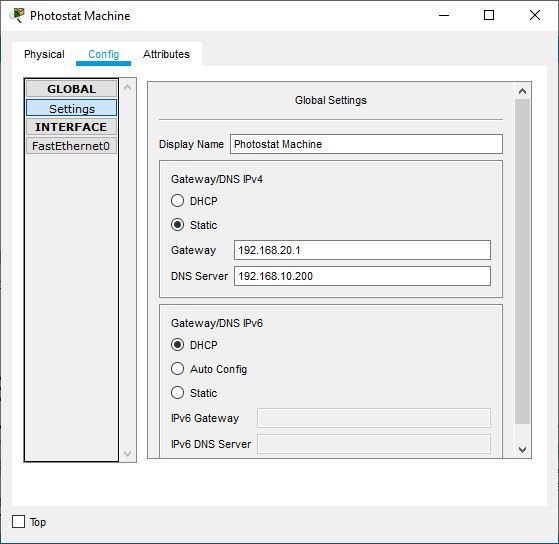 Photostat Machine
Physical Config Attributes
GLOBAL
Settings
INTERFACE
FastEthernet0
Global Settings
Display Name Photostat Machine
Gateway/DNS IPv4
DHCP
Static
Gateway 192.168.20.1
DNS Server 192.168.10.200
Gateway/DNS IPv6
DHCP
Auto Config
Static
IPv6 Gateway
IPv6 DNS Server
Top